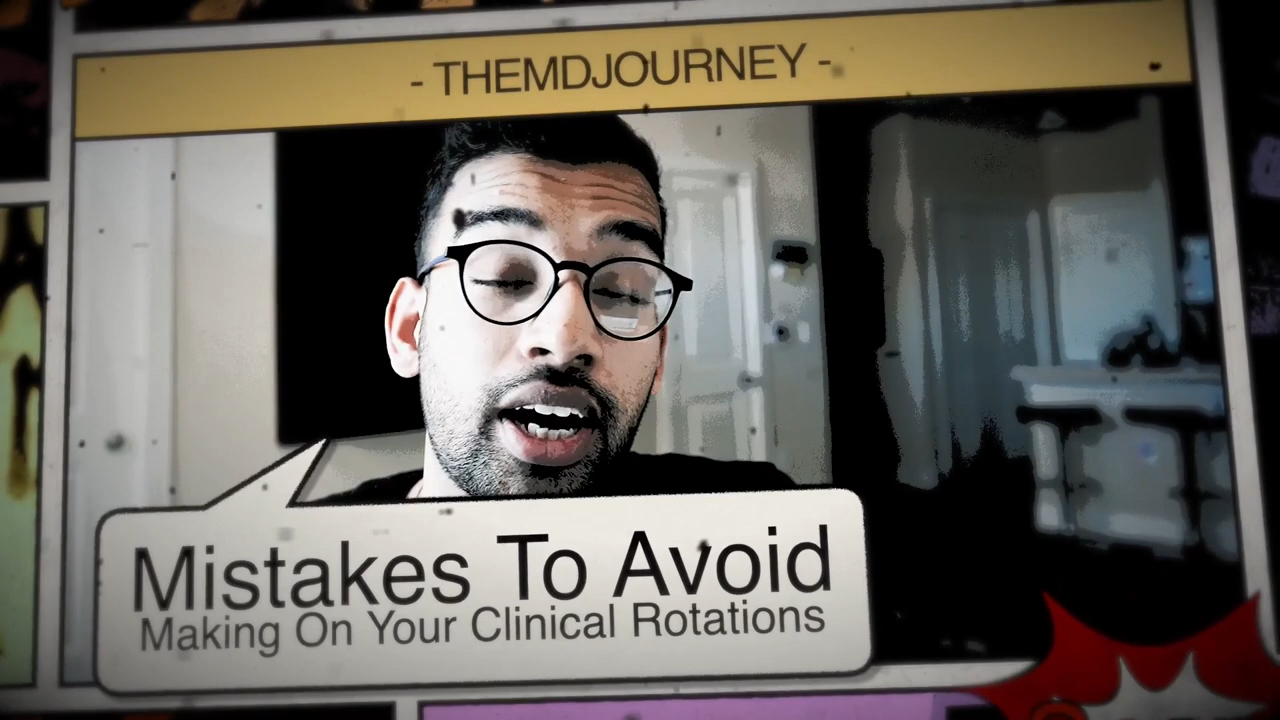 - THEMDJOURNEY -
Mistakes To Avoid
Making On Your Clinical Rotations